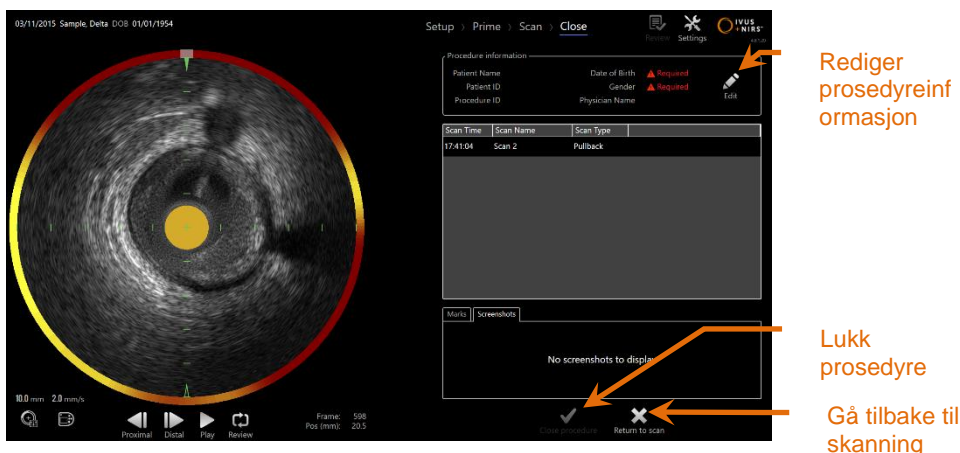 03/11/2015 Sample, Delta DOB 01/01/1954
Setup > Prime > Scan > Close
Review
Settings
IVUS
+NIRS
Procedure information
Patient Name
Date of Birth
Required
Patient ID
Gender
Required
Procedure ID
Physician Name
Edit
Scan Time Scan Name Scan Type
17:41:04 Scan 2 Pullback
Marks Screenshots
No screenshots to display
Close procedure
Return to scan
10.0 mm 2.0 mm/s
Proximal Distal Play Review
Frame: 598
Pos (mm): 20.5
Rediger
prosedyreinf
ormasjon
Lukk
prosedyre
Gå tilbake til
skanning